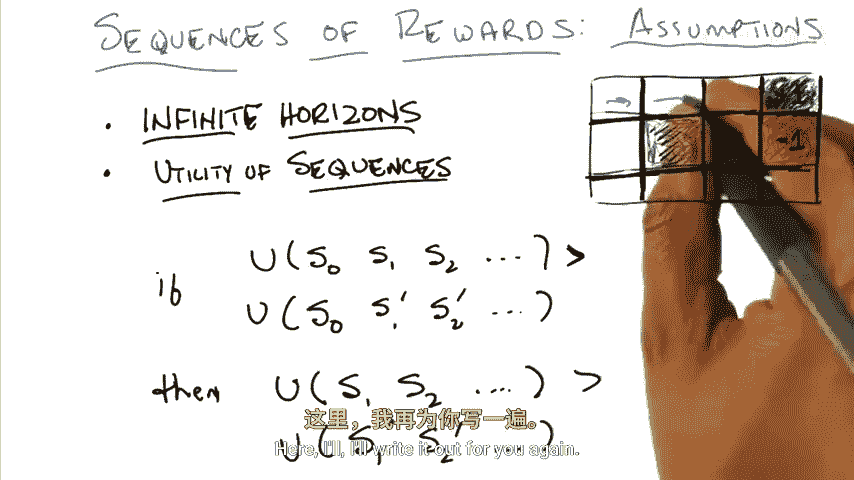 SEQUENCES OF REWARDS: ASSUMPTIONS
→ →
• INFINITE HORIZONS
-1
• UTILITY OF SEQUENCES
if U(S₀ S₁ S₂ ...) >
U(S₀ S₁′ S₂′ ...)
then U(S₁ S₂ ...) >
这里，我再为你写一遍。
U(S₁ S₂′ )
Here, I'll, I'll write it out for you again.